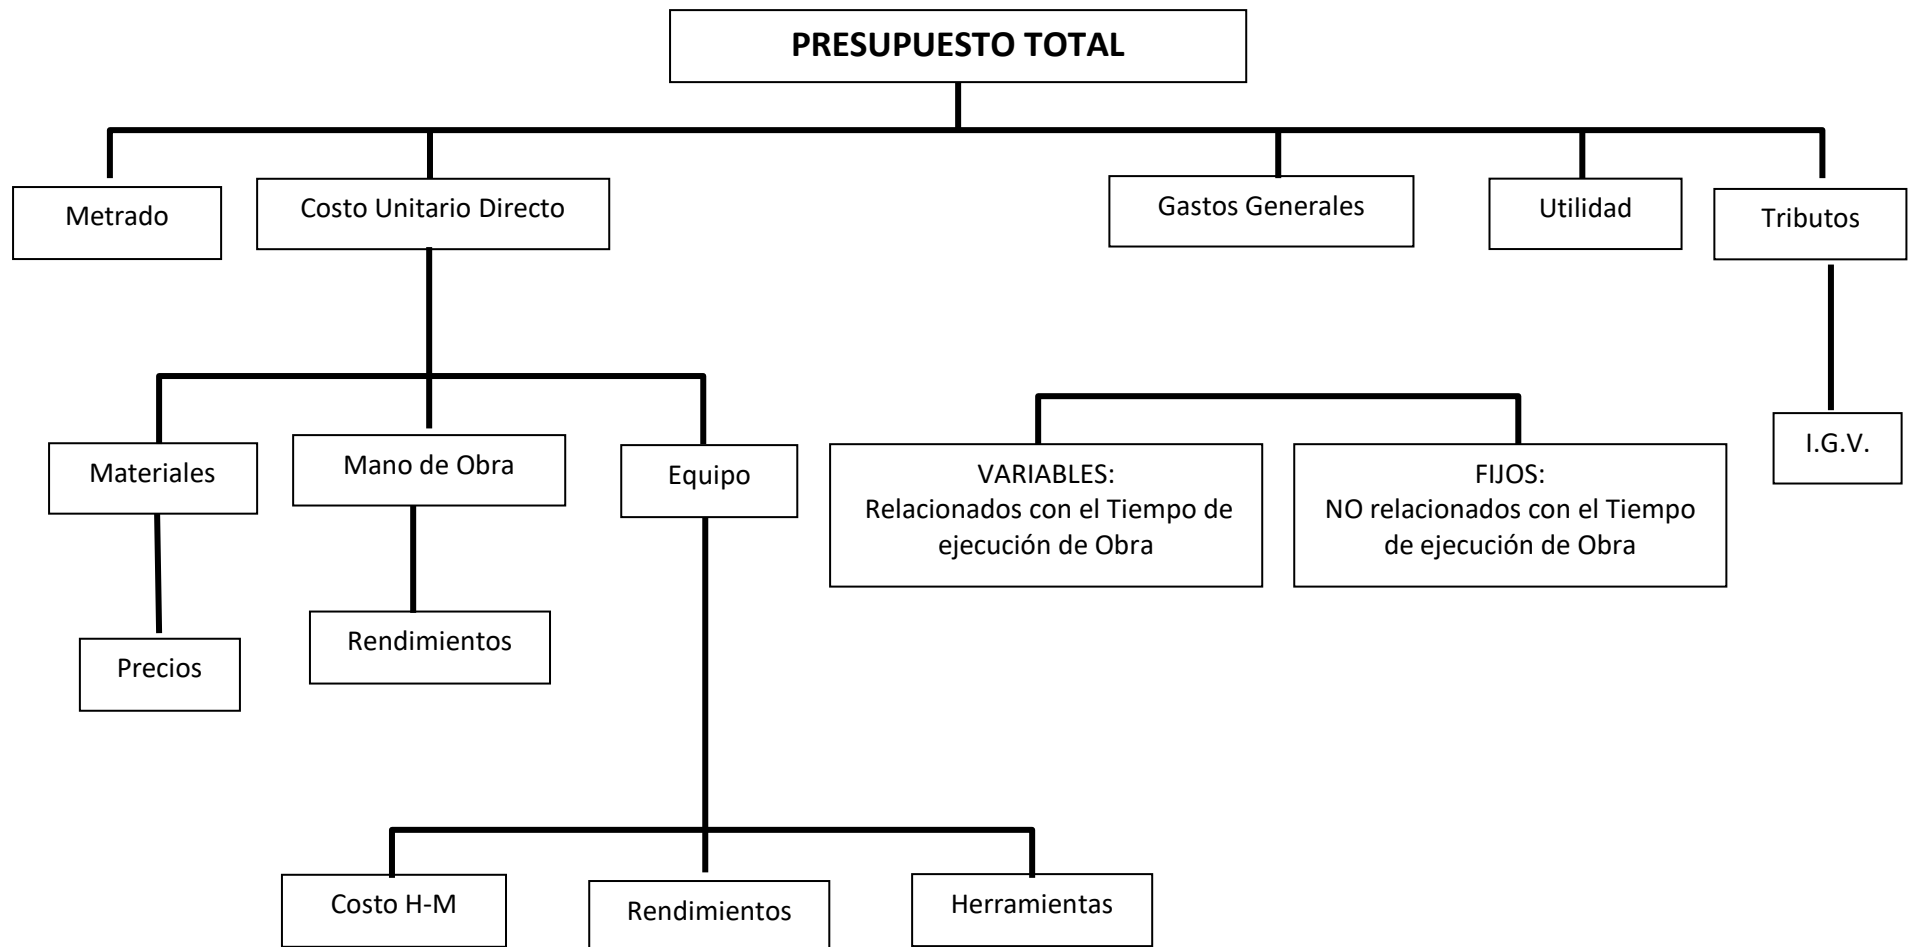 PRESUPUESTO TOTAL
Metrado
Costo Unitario Directo
Gastos Generales
Utilidad
Tributos
Materiales
Mano de Obra
Equipo
VARIABLES:
Relacionados con el Tiempo de
ejecución de Obra
FIJOS:
NO relacionados con el Tiempo
de ejecución de Obra
I.G.V.
Precios
Rendimientos
Costo H-M
Rendimientos
Herramientas